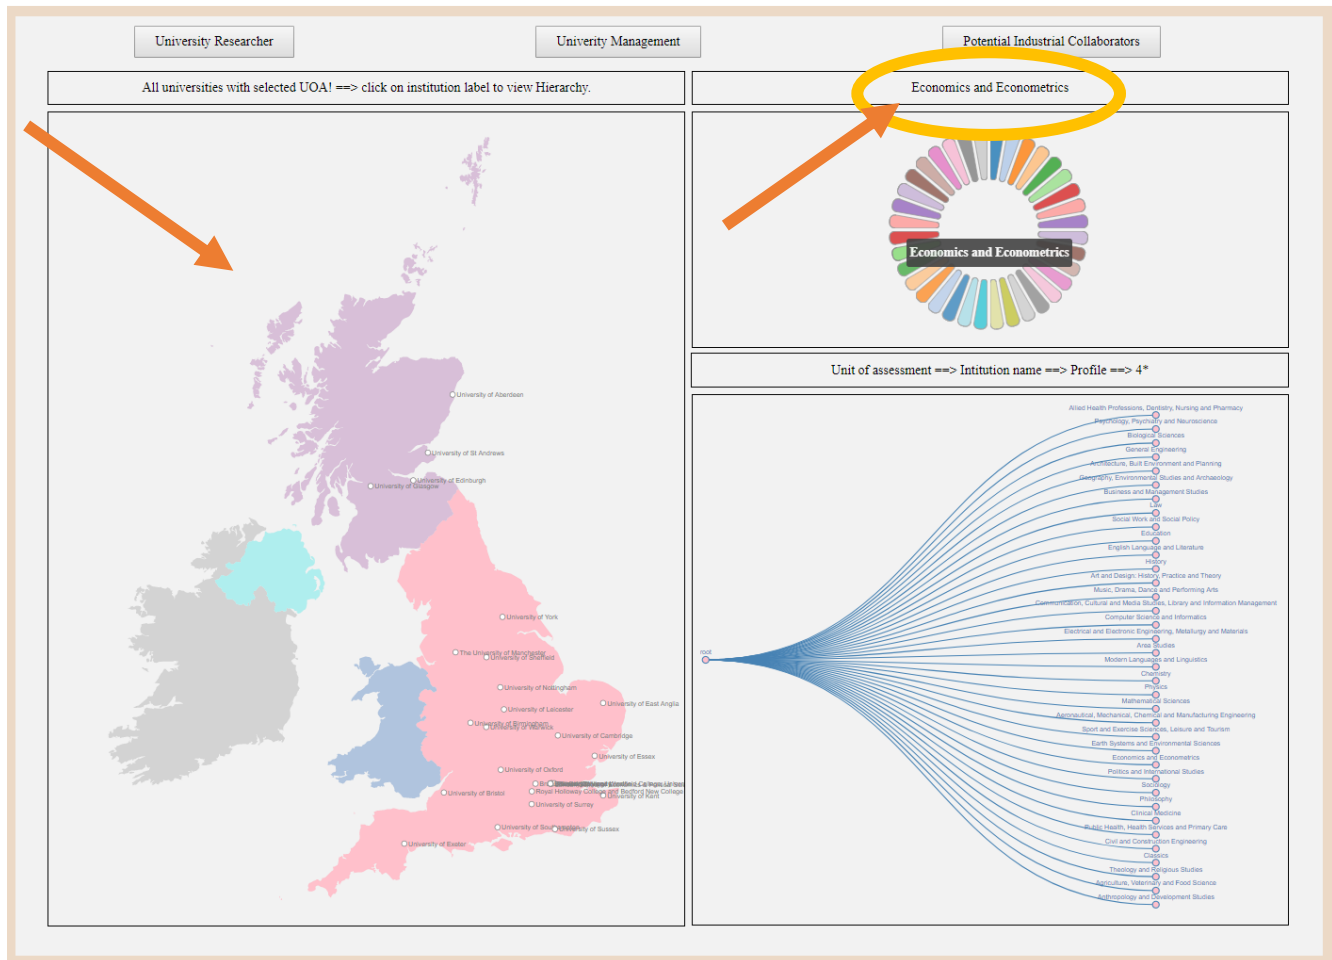 University Researcher
Univerity Management
Potential Industrial Collaborators
All universities with selected UOA! ==> click on institution label to view Hierarchy.
Economics and Econometrics
Economics and Econometrics
Unit of assessment ==> Intitution name ==> Profile ==> 4*
University of Aberdeen
University of St Andrews
University of Edinburgh
University of Glasgow
University of York
The University of Manchester
University of Sheffield
University of Nottingham
University of East Anglia
University of Leicester
University of Birmingham
University of Warwick
University of Cambridge
University of Essex
University of Oxford
University of Bristol
Royal Holloway College and Bedford New College
University of Kent
University of Surrey
University of Southampton
University of Sussex
University of Exeter
root
Allied Health Professions, Dentistry, Nursing and Pharmacy
Psychology, Psychiatry and Neuroscience
Biological Sciences
General Engineering
Architecture, Built Environment and Planning
Geography, Environmental Studies and Archaeology
Business and Management Studies
Law
Social Work and Social Policy
Education
English Language and Literature
History
Art and Design: History, Practice and Theory
Music, Drama, Dance and Performing Arts
Communication, Cultural and Media Studies, Library and Information Management
Computer Science and Informatics
Electrical and Electronic Engineering, Metallurgy and Materials
Area Studies
Modern Languages and Linguistics
Chemistry
Physics
Mathematical Sciences
Aeronautical, Mechanical, Chemical and Manufacturing Engineering
Sport and Exercise Sciences, Leisure and Tourism
Earth Systems and Environmental Sciences
Economics and Econometrics
Politics and International Studies
Sociology
Philosophy
Clinical Medicine
Public Health, Health Services and Primary Care
Civil and Construction Engineering
Classics
Theology and Religious Studies
Agriculture, Veterinary and Food Science
Anthropology and Development Studies